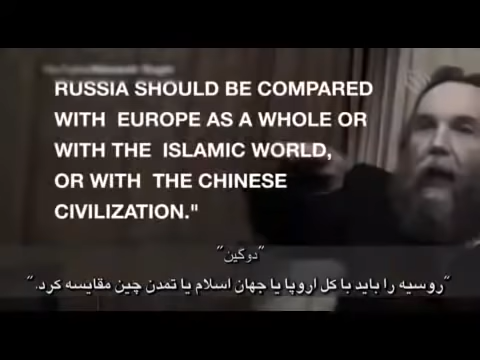 RUSSIA SHOULD BE COMPARED
WITH EUROPE AS A WHOLE OR
WITH THE ISLAMIC WORLD,
OR WITH THE CHINESE
CIVILIZATION."
"دوگین"
"روسیه را باید با کل اروپا یا جهان اسلام یا تمدن چین مقایسه کرد."